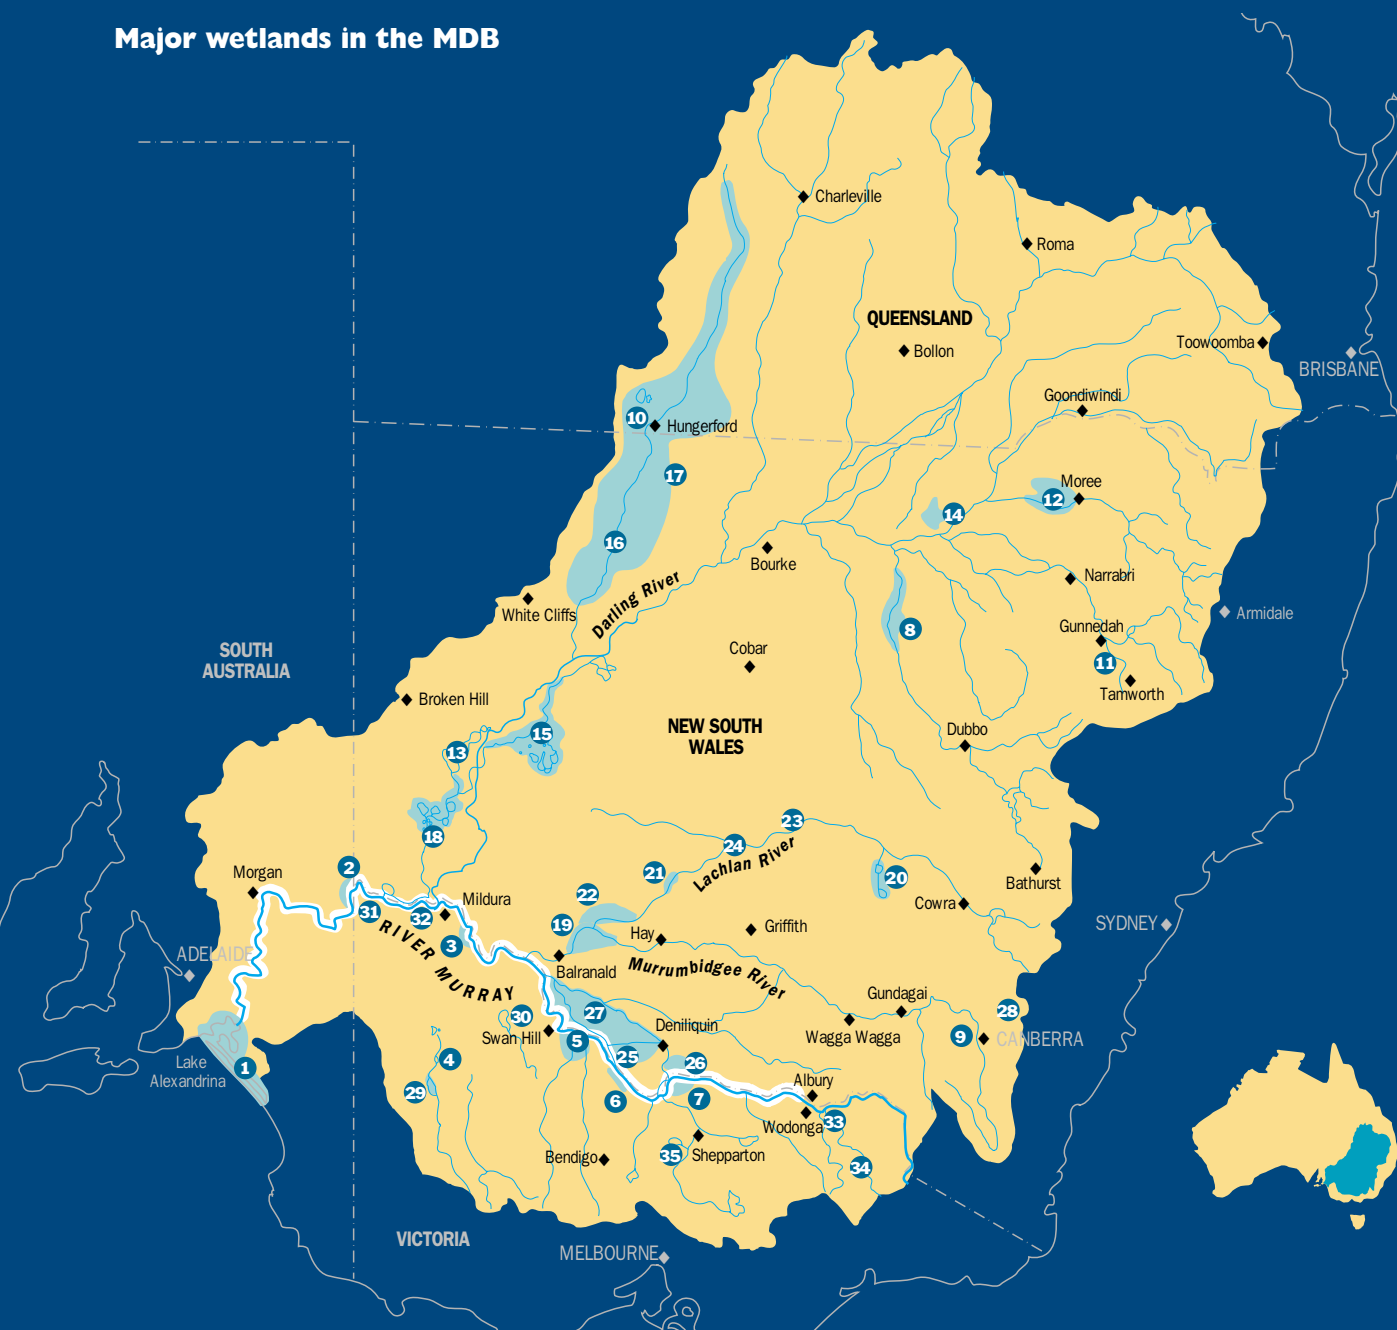 Major wetlands in the MDB
Charleville
Roma
QUEENSLAND
Bollon
Toowoomba
BRISBANE
Goondiwindi
10
Hungerford
17
Moree
12
14
16
Bourke
Narrabri
White Cliffs
Darling River
Armidale
8
Gunnedah
SOUTH
AUSTRALIA
Cobar
11
Tamworth
Broken Hill
NEW SOUTH
WALES
15
Dubbo
13
18
23
24
Lachlan River
2
Morgan
21
20
Bathurst
22
Mildura
Cowra
31
32
19
Griffith
SYDNEY
Hay
3
RIVER MURRAY
ADELAIDE
Balranald
Murrumbidgee River
Gundagai
28
27
30
Swan Hill
Deniliquin
Wagga Wagga
9
CANBERRA
5
25
26
4
Lake
Alexandrina
1
29
6
7
Albury
Wodonga
33
35
Shepparton
Bendigo
34
VICTORIA
MELBOURNE